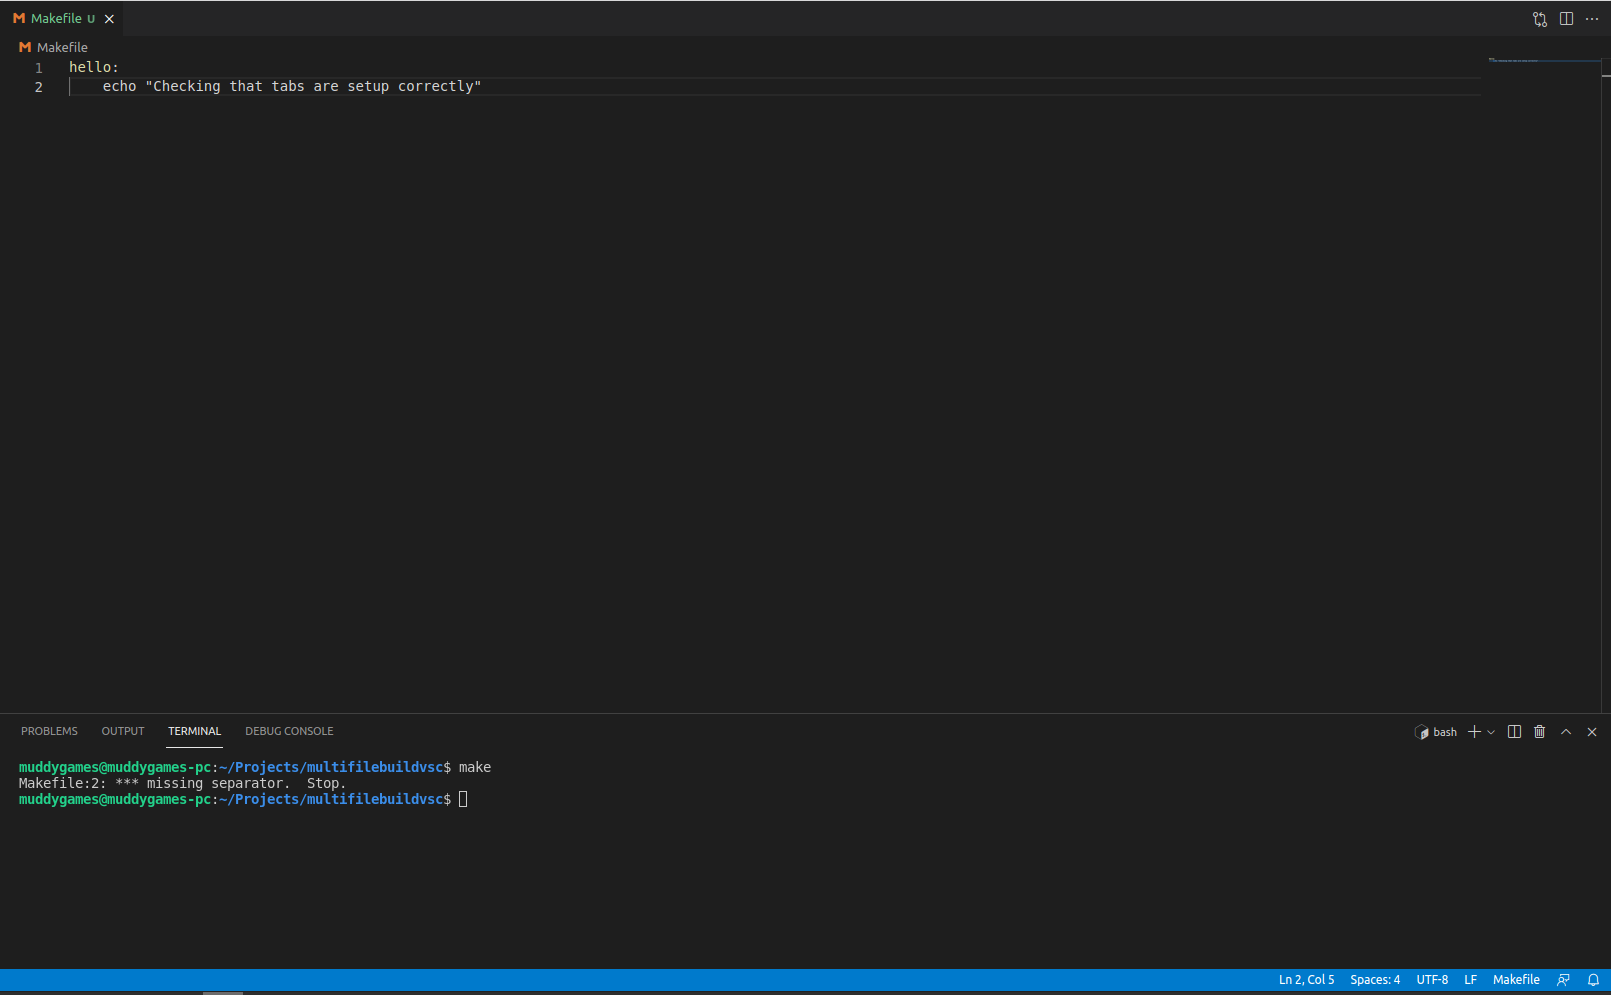 Makefile U
Makefile
1 hello:
2     echo "Checking that tabs are setup correctly"
PROBLEMS OUTPUT TERMINAL DEBUG CONSOLE bash
muddygames@muddygames-pc:~/Projects/multifilebuildvsc$ make
Makefile:2: *** missing separator.  Stop.
muddygames@muddygames-pc:~/Projects/multifilebuildvsc$
Ln 2, Col 5 Spaces: 4 UTF-8 LF Makefile